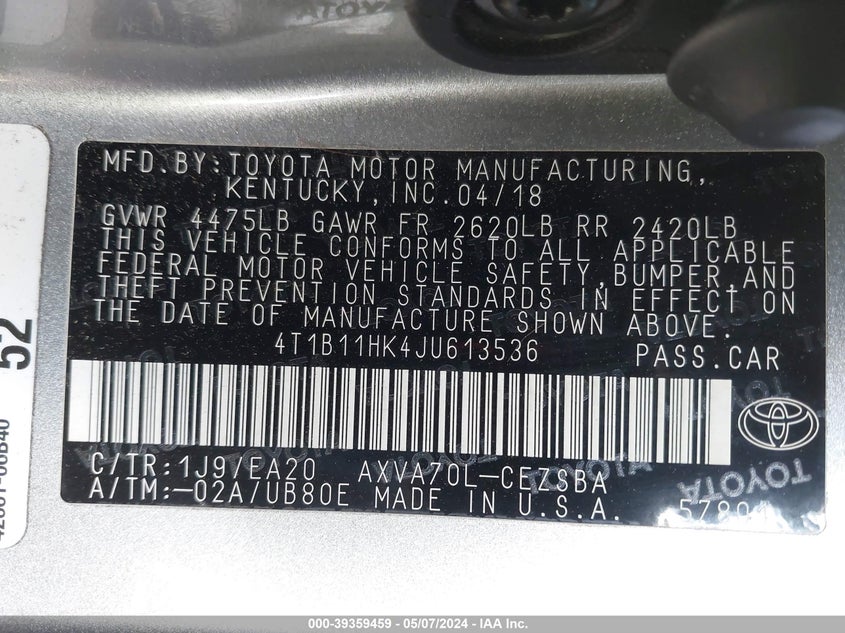 MFD.BY:TOYOTA MOTOR MANUFACTURING,
KENTUCKY,INC.04/18
GVWR 4475LB GAWR FR 2620LB RR 2420LB
THIS VEHICLE CONFORMS TO ALL APPLICABLE
FEDERAL MOTOR VEHICLE SAFETY,BUMPER,AND
THEFT PREVENTION STANDARDS IN EFFECT ON
THE DATE OF MANUFACTURE SHOWN ABOVE.
4T1B11HK4JU613536 PASS.CAR
C/TR:1J9/EA20 AXVA70L-CEZSBA
A/TM:-02A/UB80E MADE IN U.S.A.
TOYOTA
52
000-39359459 - 05/07/2024 - IAA Inc.